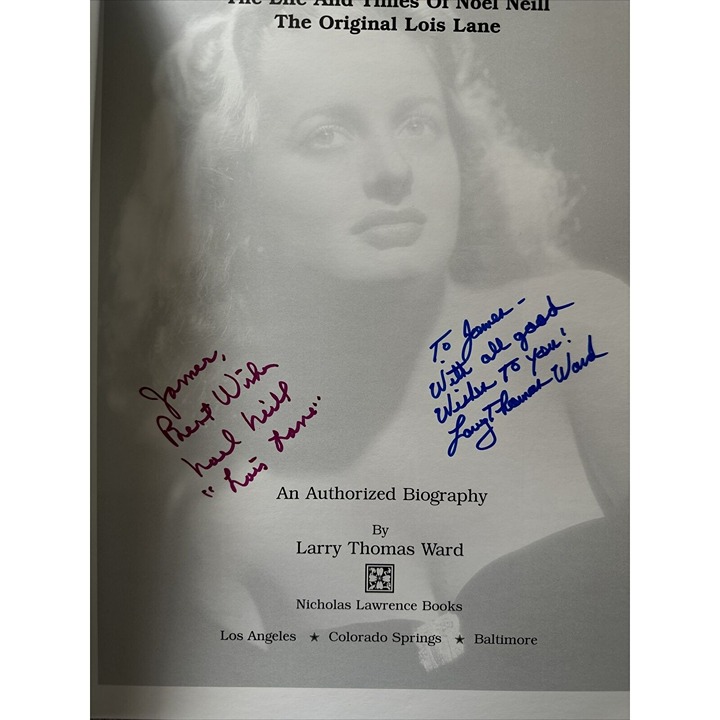 The Life And Times Of Noel Neill
The Original Lois Lane
To James -
With all good
Wishes To You!
Larry Thomas Ward
James,
Best Wishes
Noel Neill
"Lois Lane"
An Authorized Biography
By
Larry Thomas Ward
Nicholas Lawrence Books
Los Angeles ★ Colorado Springs ★ Baltimore